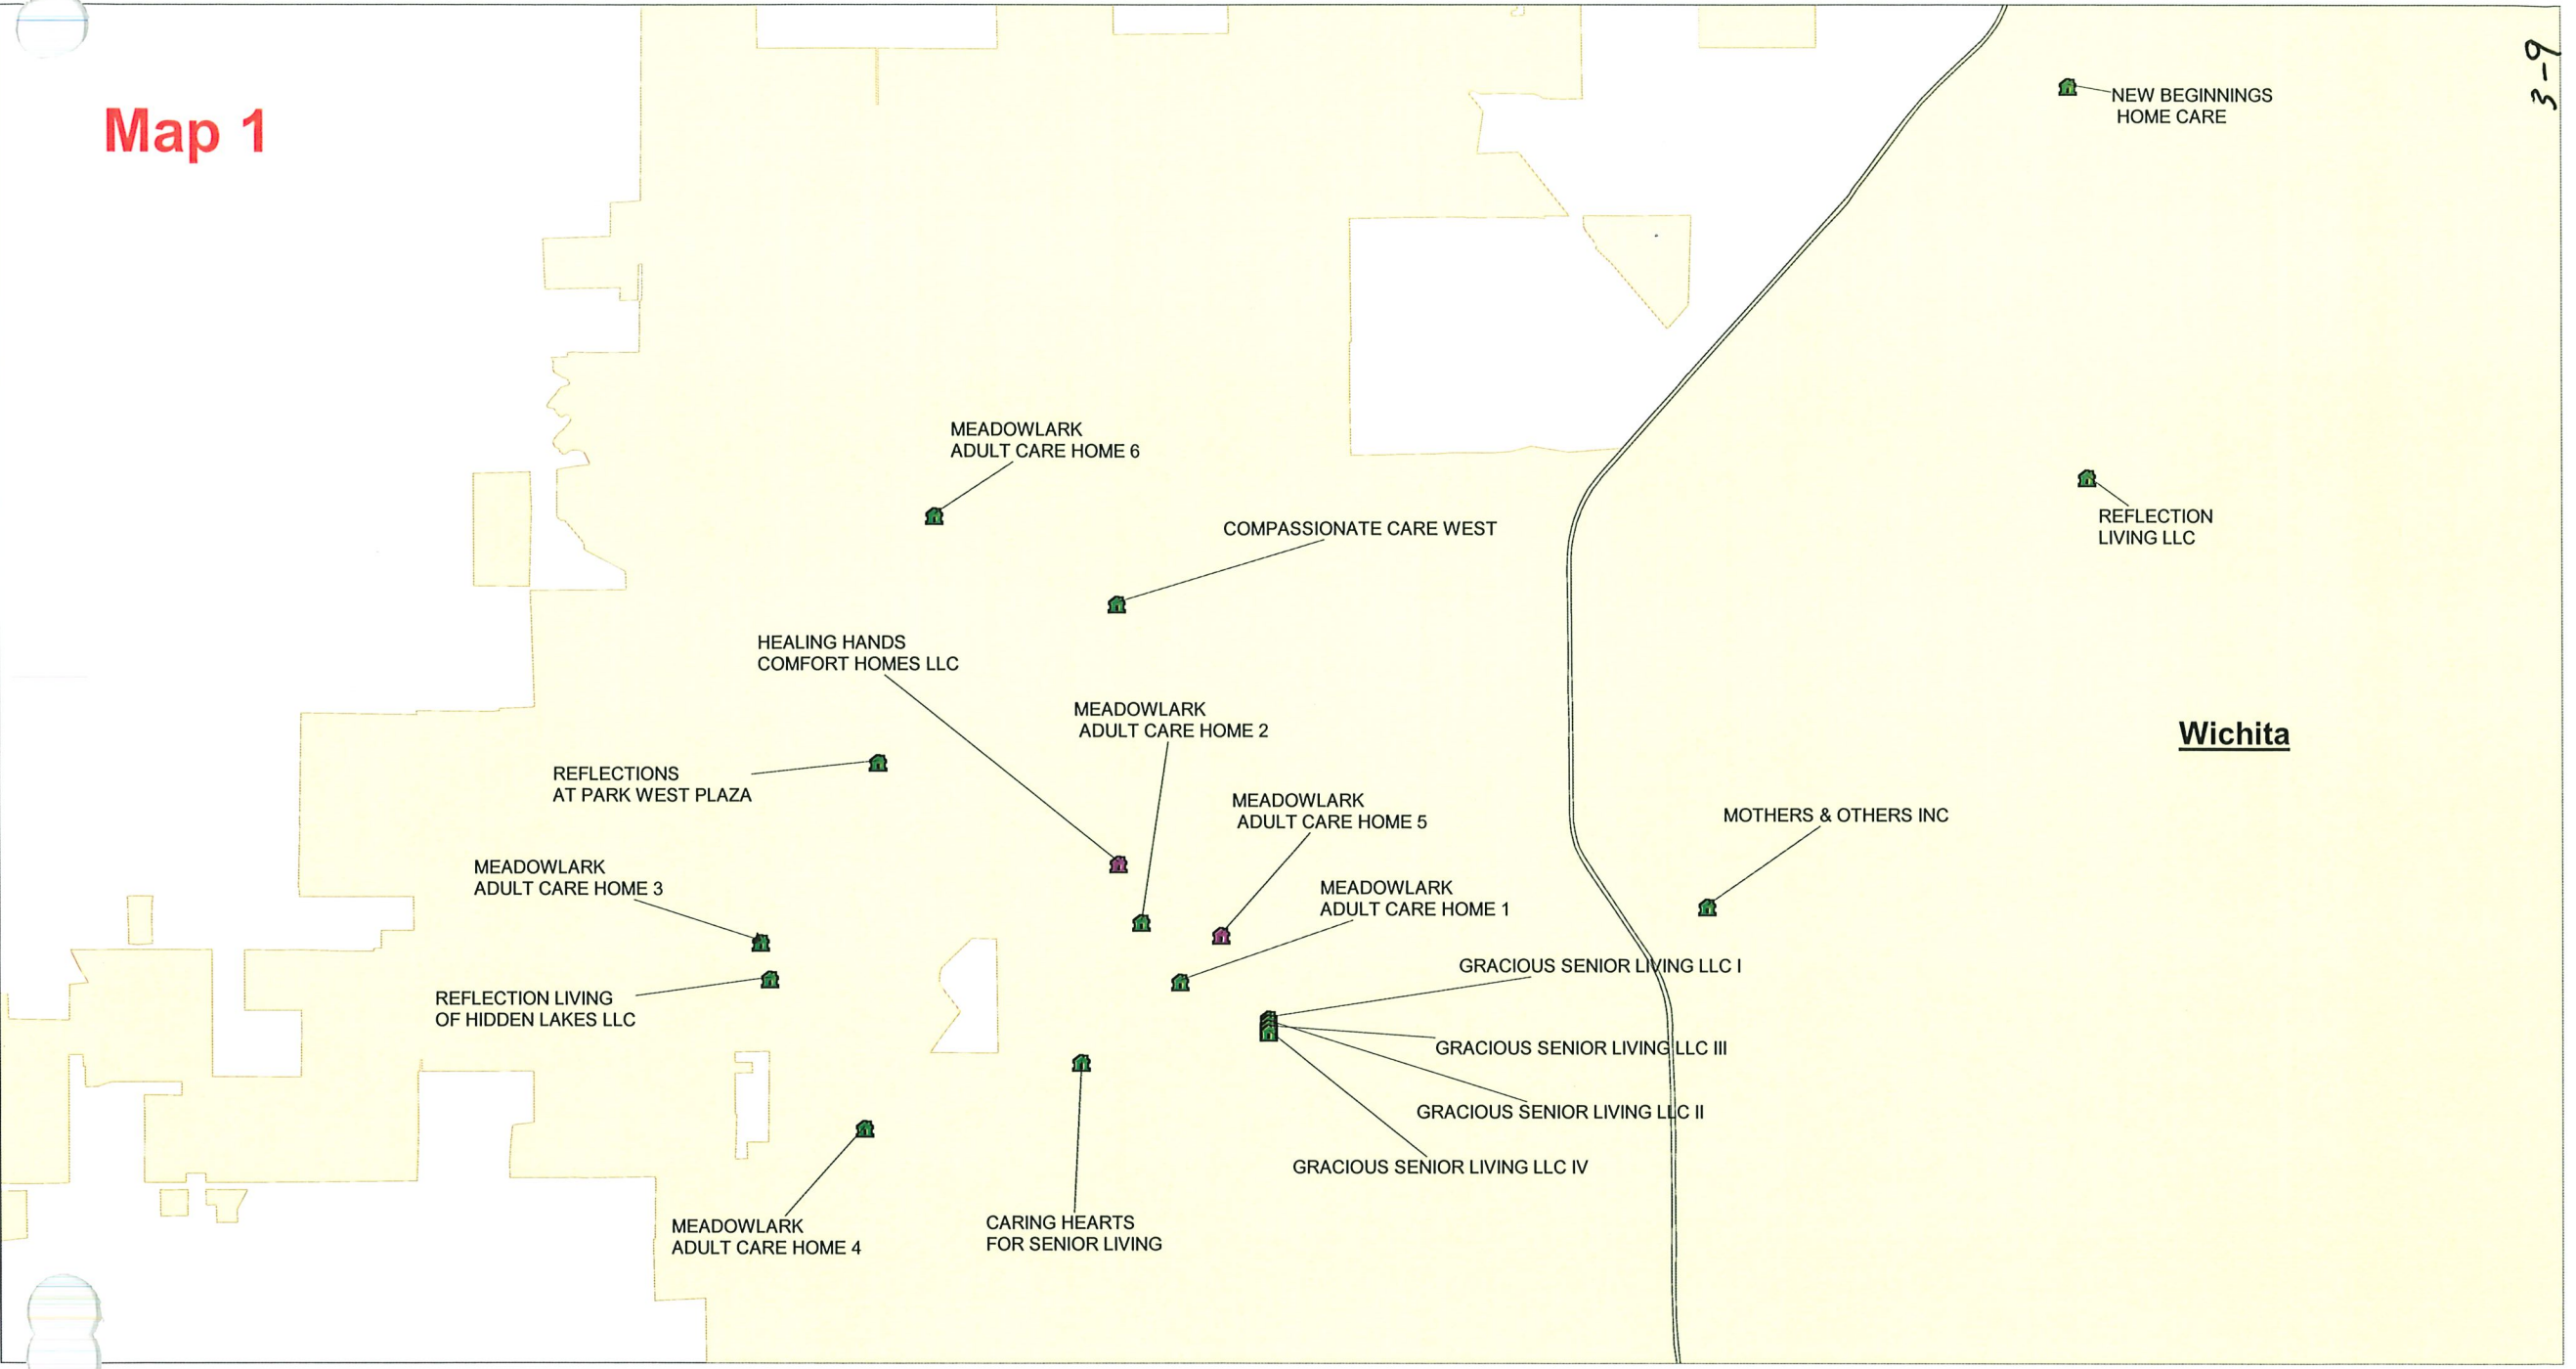 Map 1
3-9
NEW BEGINNINGS
HOME CARE
MEADOWLARK
ADULT CARE HOME 6
COMPASSIONATE CARE WEST
REFLECTION
LIVING LLC
HEALING HANDS
COMFORT HOMES LLC
MEADOWLARK
ADULT CARE HOME 2
Wichita
REFLECTIONS
AT PARK WEST PLAZA
MEADOWLARK
ADULT CARE HOME 5
MOTHERS & OTHERS INC
MEADOWLARK
ADULT CARE HOME 3
MEADOWLARK
ADULT CARE HOME 1
GRACIOUS SENIOR LIVING LLC I
REFLECTION LIVING
OF HIDDEN LAKES LLC
GRACIOUS SENIOR LIVING LLC III
GRACIOUS SENIOR LIVING LLC II
GRACIOUS SENIOR LIVING LLC IV
MEADOWLARK
ADULT CARE HOME 4
CARING HEARTS
FOR SENIOR LIVING